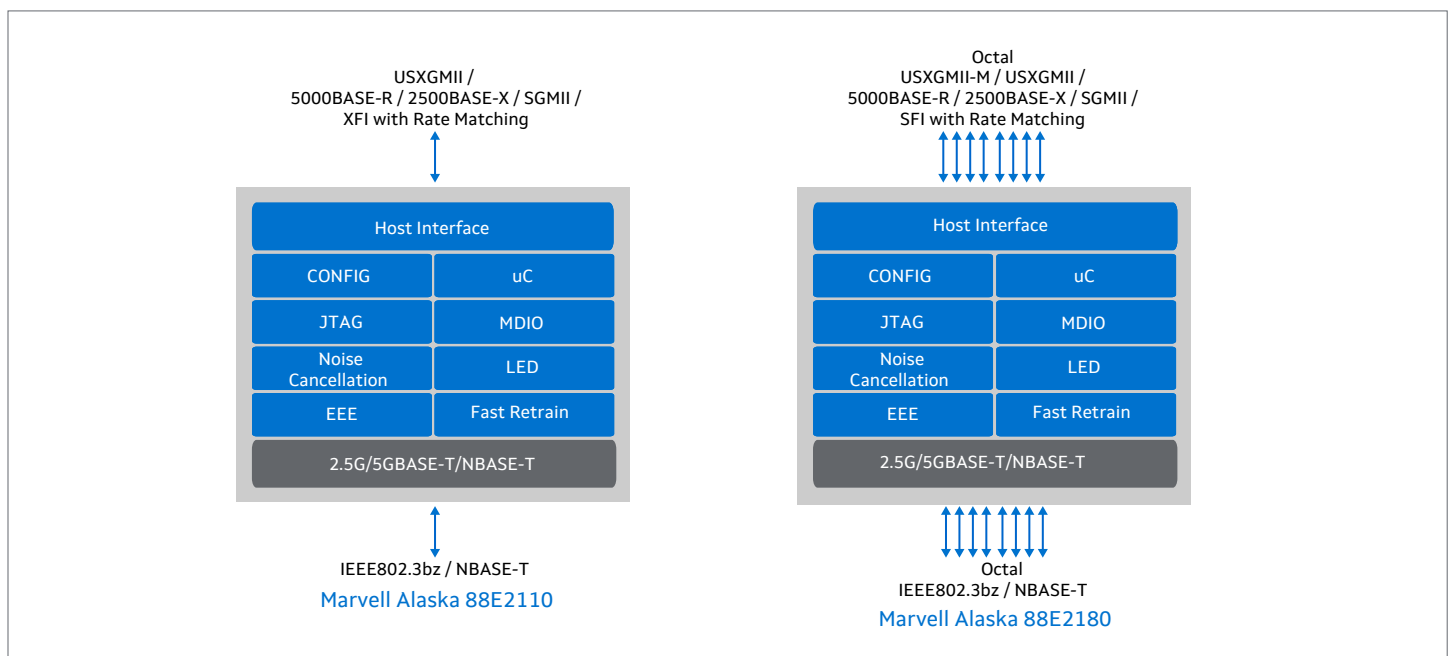 USXGMII /
5000BASE-R / 2500BASE-X / SGMII /
XFI with Rate Matching
Host Interface
CONFIG
uC
JTAG
MDIO
Noise
Cancellation
LED
EEE
Fast Retrain
2.5G/5GBASE-T/NBASE-T
IEEE802.3bz / NBASE-T
Marvell Alaska 88E2110
Octal
USXGMII-M / USXGMII /
5000BASE-R / 2500BASE-X / SGMII /
SFI with Rate Matching
Host Interface
CONFIG
uC
JTAG
MDIO
Noise
Cancellation
LED
EEE
Fast Retrain
2.5G/5GBASE-T/NBASE-T
Octal
IEEE802.3bz / NBASE-T
Marvell Alaska 88E2180